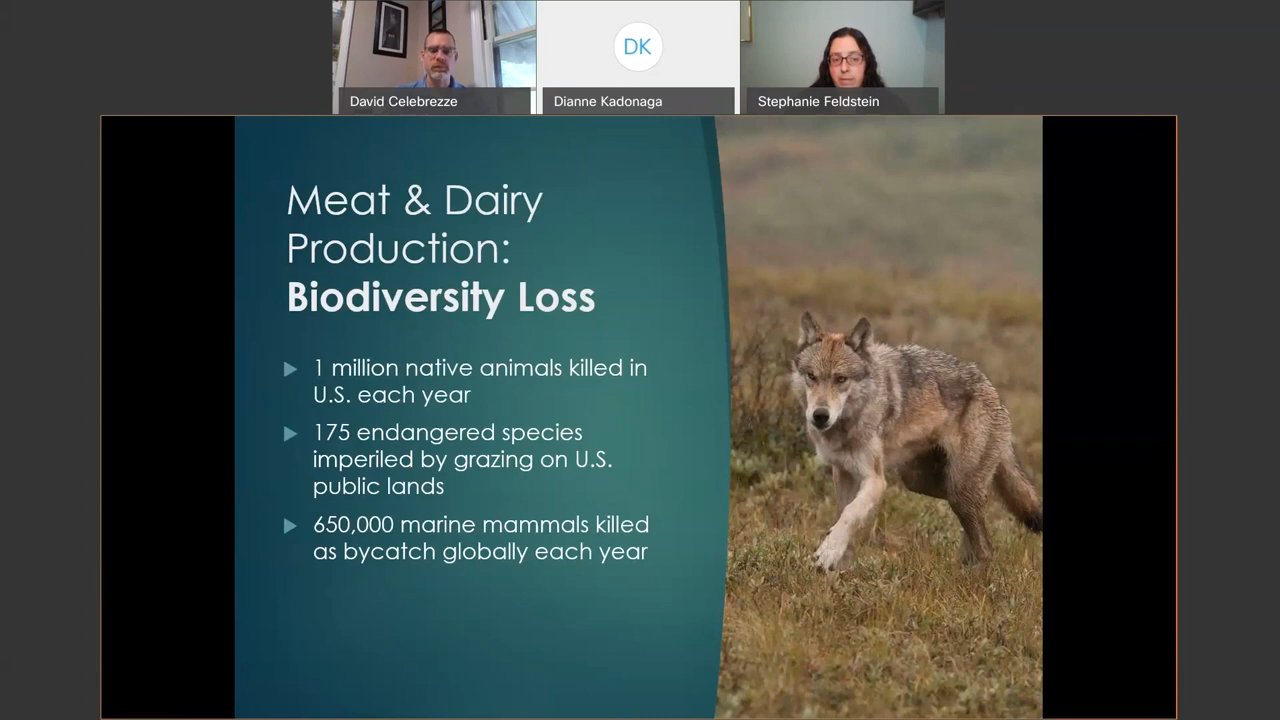 DK
David Celebrezze
Dianne Kadonaga
Stephanie Feldstein
Meat & Dairy
Production:
Biodiversity Loss
1 million native animals killed in
U.S. each year
175 endangered species
imperiled by grazing on U.S.
public lands
650,000 marine mammals killed
as bycatch globally each year